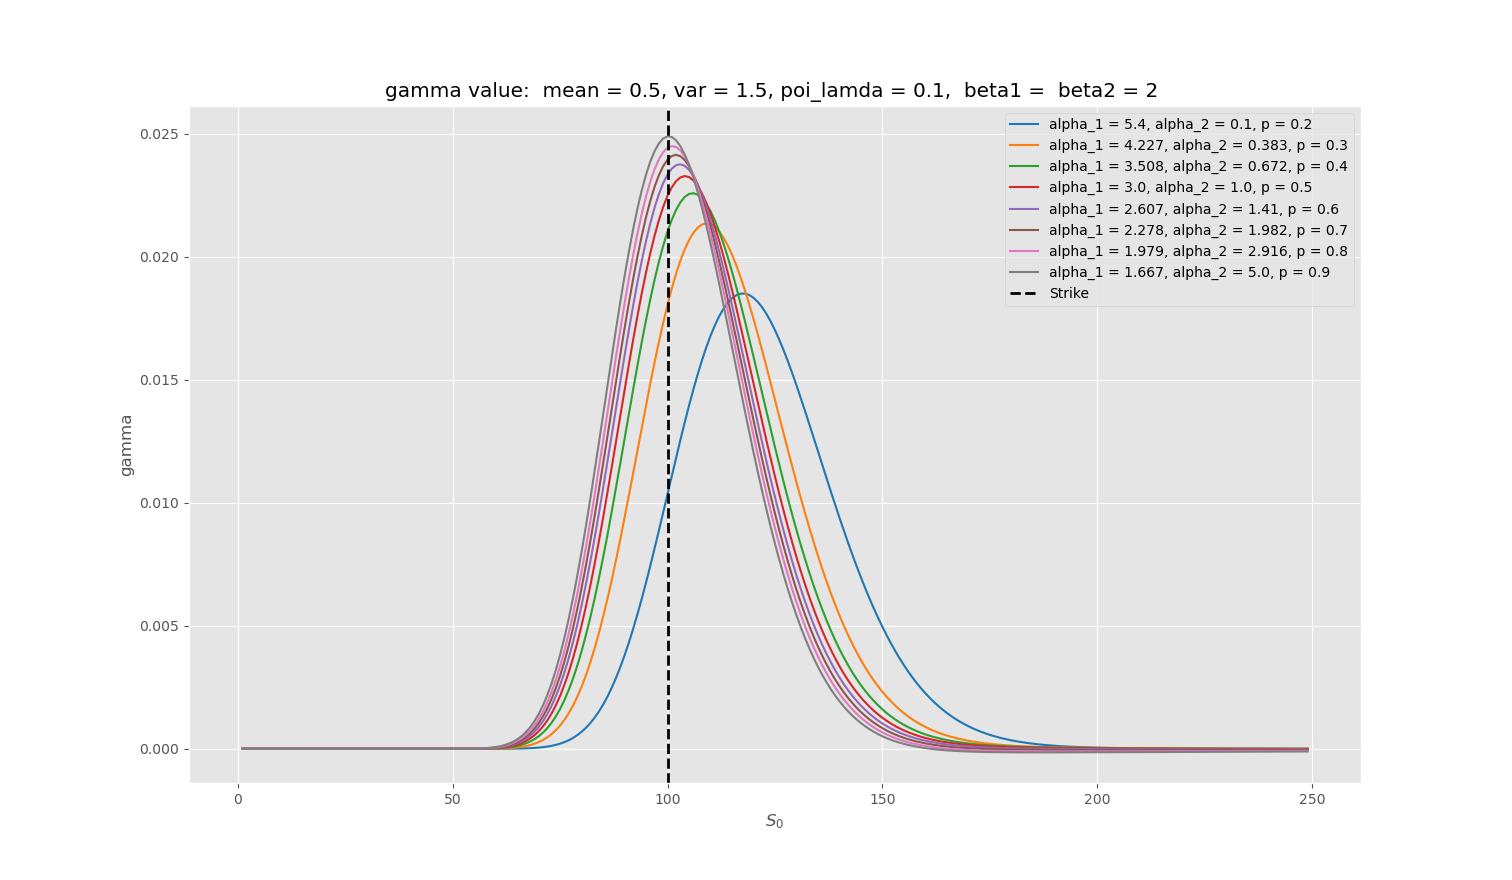 gamma value:  mean = 0.5, var = 1.5, poi_lamda = 0.1,  beta1 =  beta2 = 2
alpha_1 = 5.4, alpha_2 = 0.1, p = 0.2
alpha_1 = 4.227, alpha_2 = 0.383, p = 0.3
alpha_1 = 3.508, alpha_2 = 0.672, p = 0.4
alpha_1 = 3.0, alpha_2 = 1.0, p = 0.5
alpha_1 = 2.607, alpha_2 = 1.41, p = 0.6
alpha_1 = 2.278, alpha_2 = 1.982, p = 0.7
alpha_1 = 1.979, alpha_2 = 2.916, p = 0.8
alpha_1 = 1.667, alpha_2 = 5.0, p = 0.9
Strike
gamma
0.025
0.020
0.015
0.010
0.005
0.000
0
50
100
150
200
250
S_0